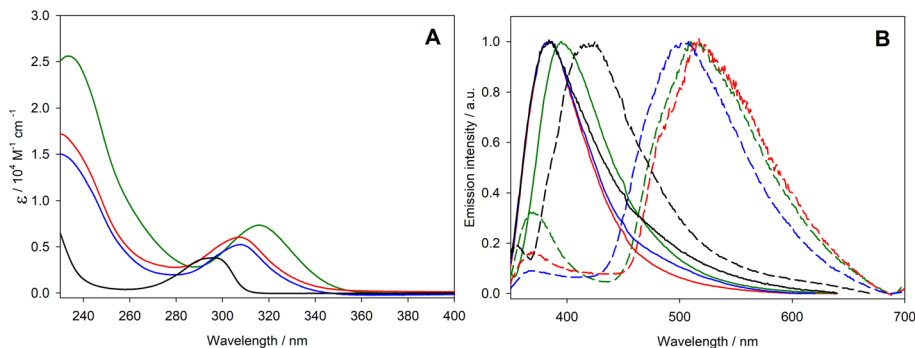 3.0
2.5
2.0
1.5
1.0
0.5
0.0
ε / 10⁴ M⁻¹ cm⁻¹
A
240 260 280 300 320 340 360 380 400
Wavelength / nm
1.0
0.8
0.6
0.4
0.2
0.0
Emission intensity / a.u.
B
400 500 600 700
Wavelength / nm